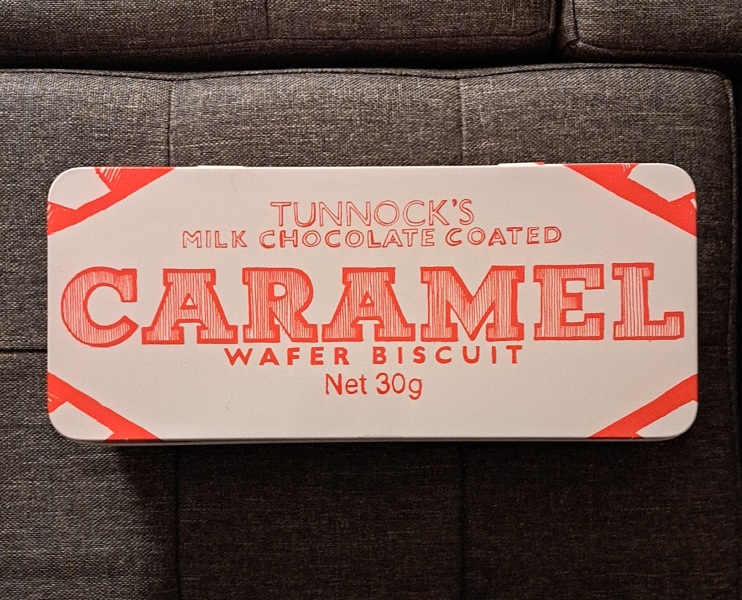 TUNNOCK'S
MILK CHOCOLATE COATED
CARAMEL
WAFER BISCUIT
Net 30g